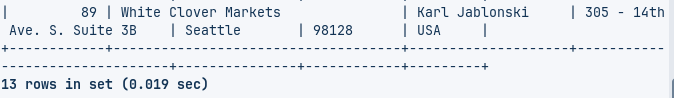 |         89 | White Clover Markets               | Karl Jablonski     | 305 - 14th
 Ave. S. Suite 3B    | Seattle       | 98128      | USA     |
+------------+------------------------------------+--------------------+-----------
---------------------+---------------+------------+---------+
13 rows in set (0.019 sec)